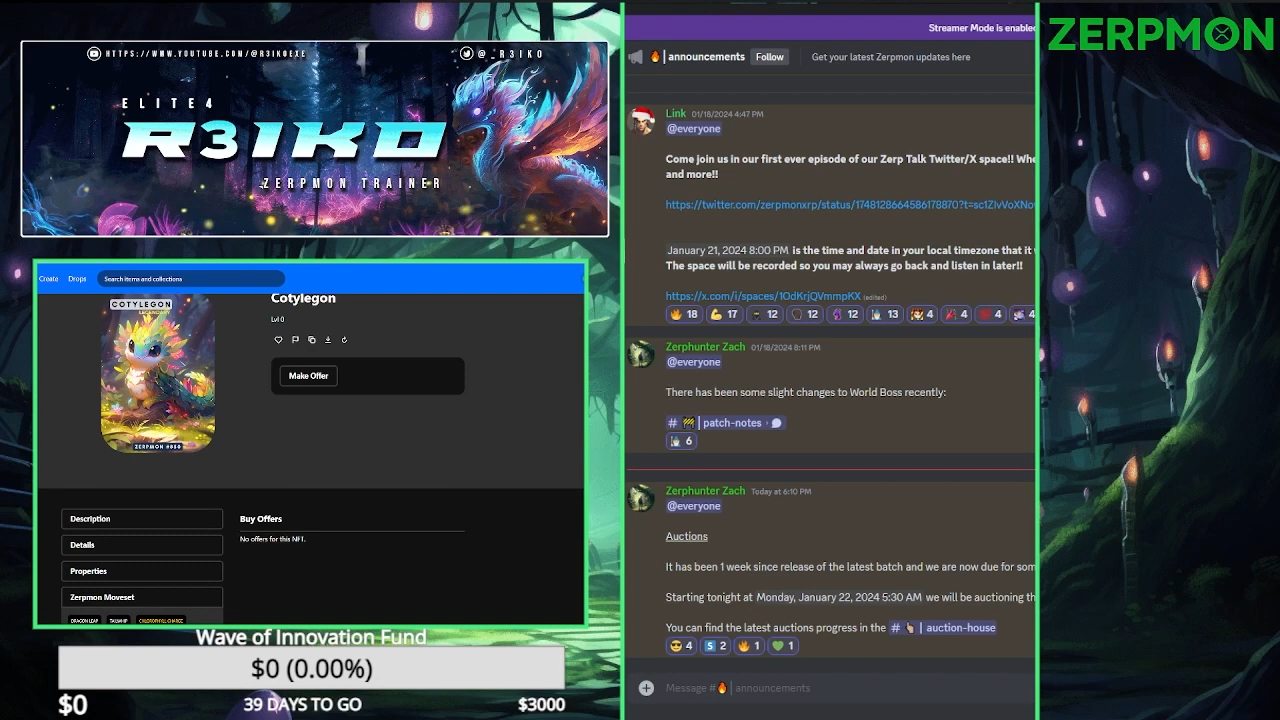 HTTPS://WWW.YOUTUBE.COM/@R3IKOEXE
@_R3IKO
ELITE4
R3IKO
ZERPMON TRAINER
Create Drops Search items and collections
COTYLEGON
LEGENDARY
ZERPMON #650
Cotylegon
Lvl 0
Make Offer
Description
Details
Properties
Zerpmon Moveset
DRAGON LEAP TAILWHIP CHLOROPHYLL CHARGE
Buy Offers
No offers for this NFT.
Wave of Innovation Fund
$0 (0.00%)
$0 39 DAYS TO GO $3000
Streamer Mode is enabled
announcements Follow Get your latest Zerpmon updates here
Link 01/18/2024 4:47 PM
@everyone
Come join us in our first ever episode of our Zerp Talk Twitter/X space!! Whe
and more!!
https://twitter.com/zerpmonxrp/status/1748128664586178870?t=sc1ZIvVoXNo
January 21, 2024 8:00 PM is the time and date in your local timezone that it
The space will be recorded so you may always go back and listen in later!!
https://x.com/i/spaces/1OdKrjQVmmpKX (edited)
18 17 12 12 12 13 4 4 4 4
Zerphunter Zach 01/18/2024 8:11 PM
@everyone
There has been some slight changes to World Boss recently:
# | patch-notes ›
6
Zerphunter Zach Today at 6:10 PM
@everyone
Auctions
It has been 1 week since release of the latest batch and we are now due for som
Starting tonight at Monday, January 22, 2024 5:30 AM we will be auctioning th
You can find the latest auctions progress in the # | auction-house
4 S 2 1 1
Message # | announcements
ZERPMON